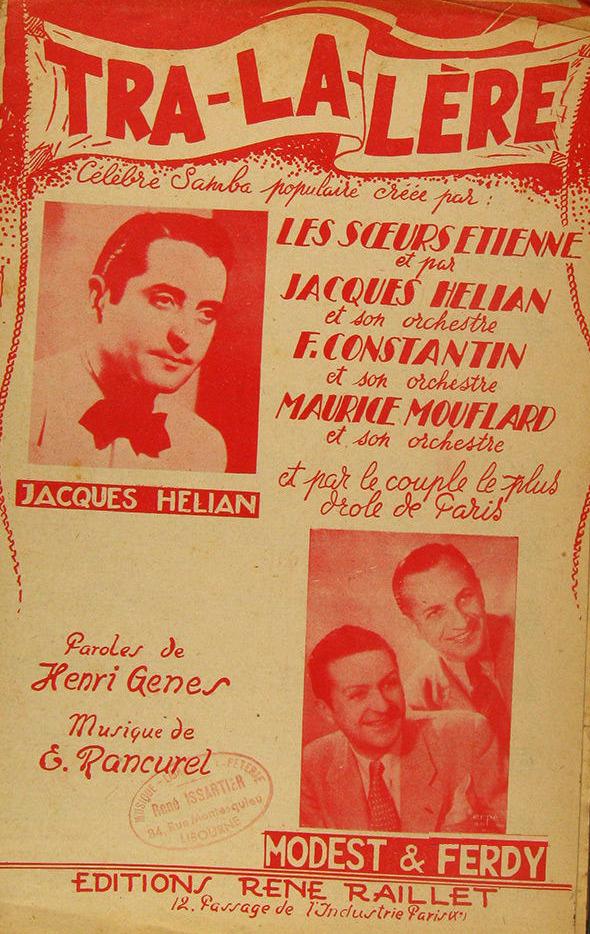 TRA-LA-LÈRE
Célèbre Samba populaire créée par :
LES SŒURS ETIENNE
et par
JACQUES HELIAN
et son orchestre
F. CONSTANTIN
et son orchestre
MAURICE MOUFLARD
et son orchestre
et par le couple le plus
drole de Paris
JACQUES HELIAN
Paroles de
Henri Genes
Musique de
E. Rancurel
René ISSARTIER
84, Rue Montesquieu
LIBOURNE
MODEST & FERDY
EDITIONS RENE RAILLET
12, Passage de l'Industrie Paris (Xe)